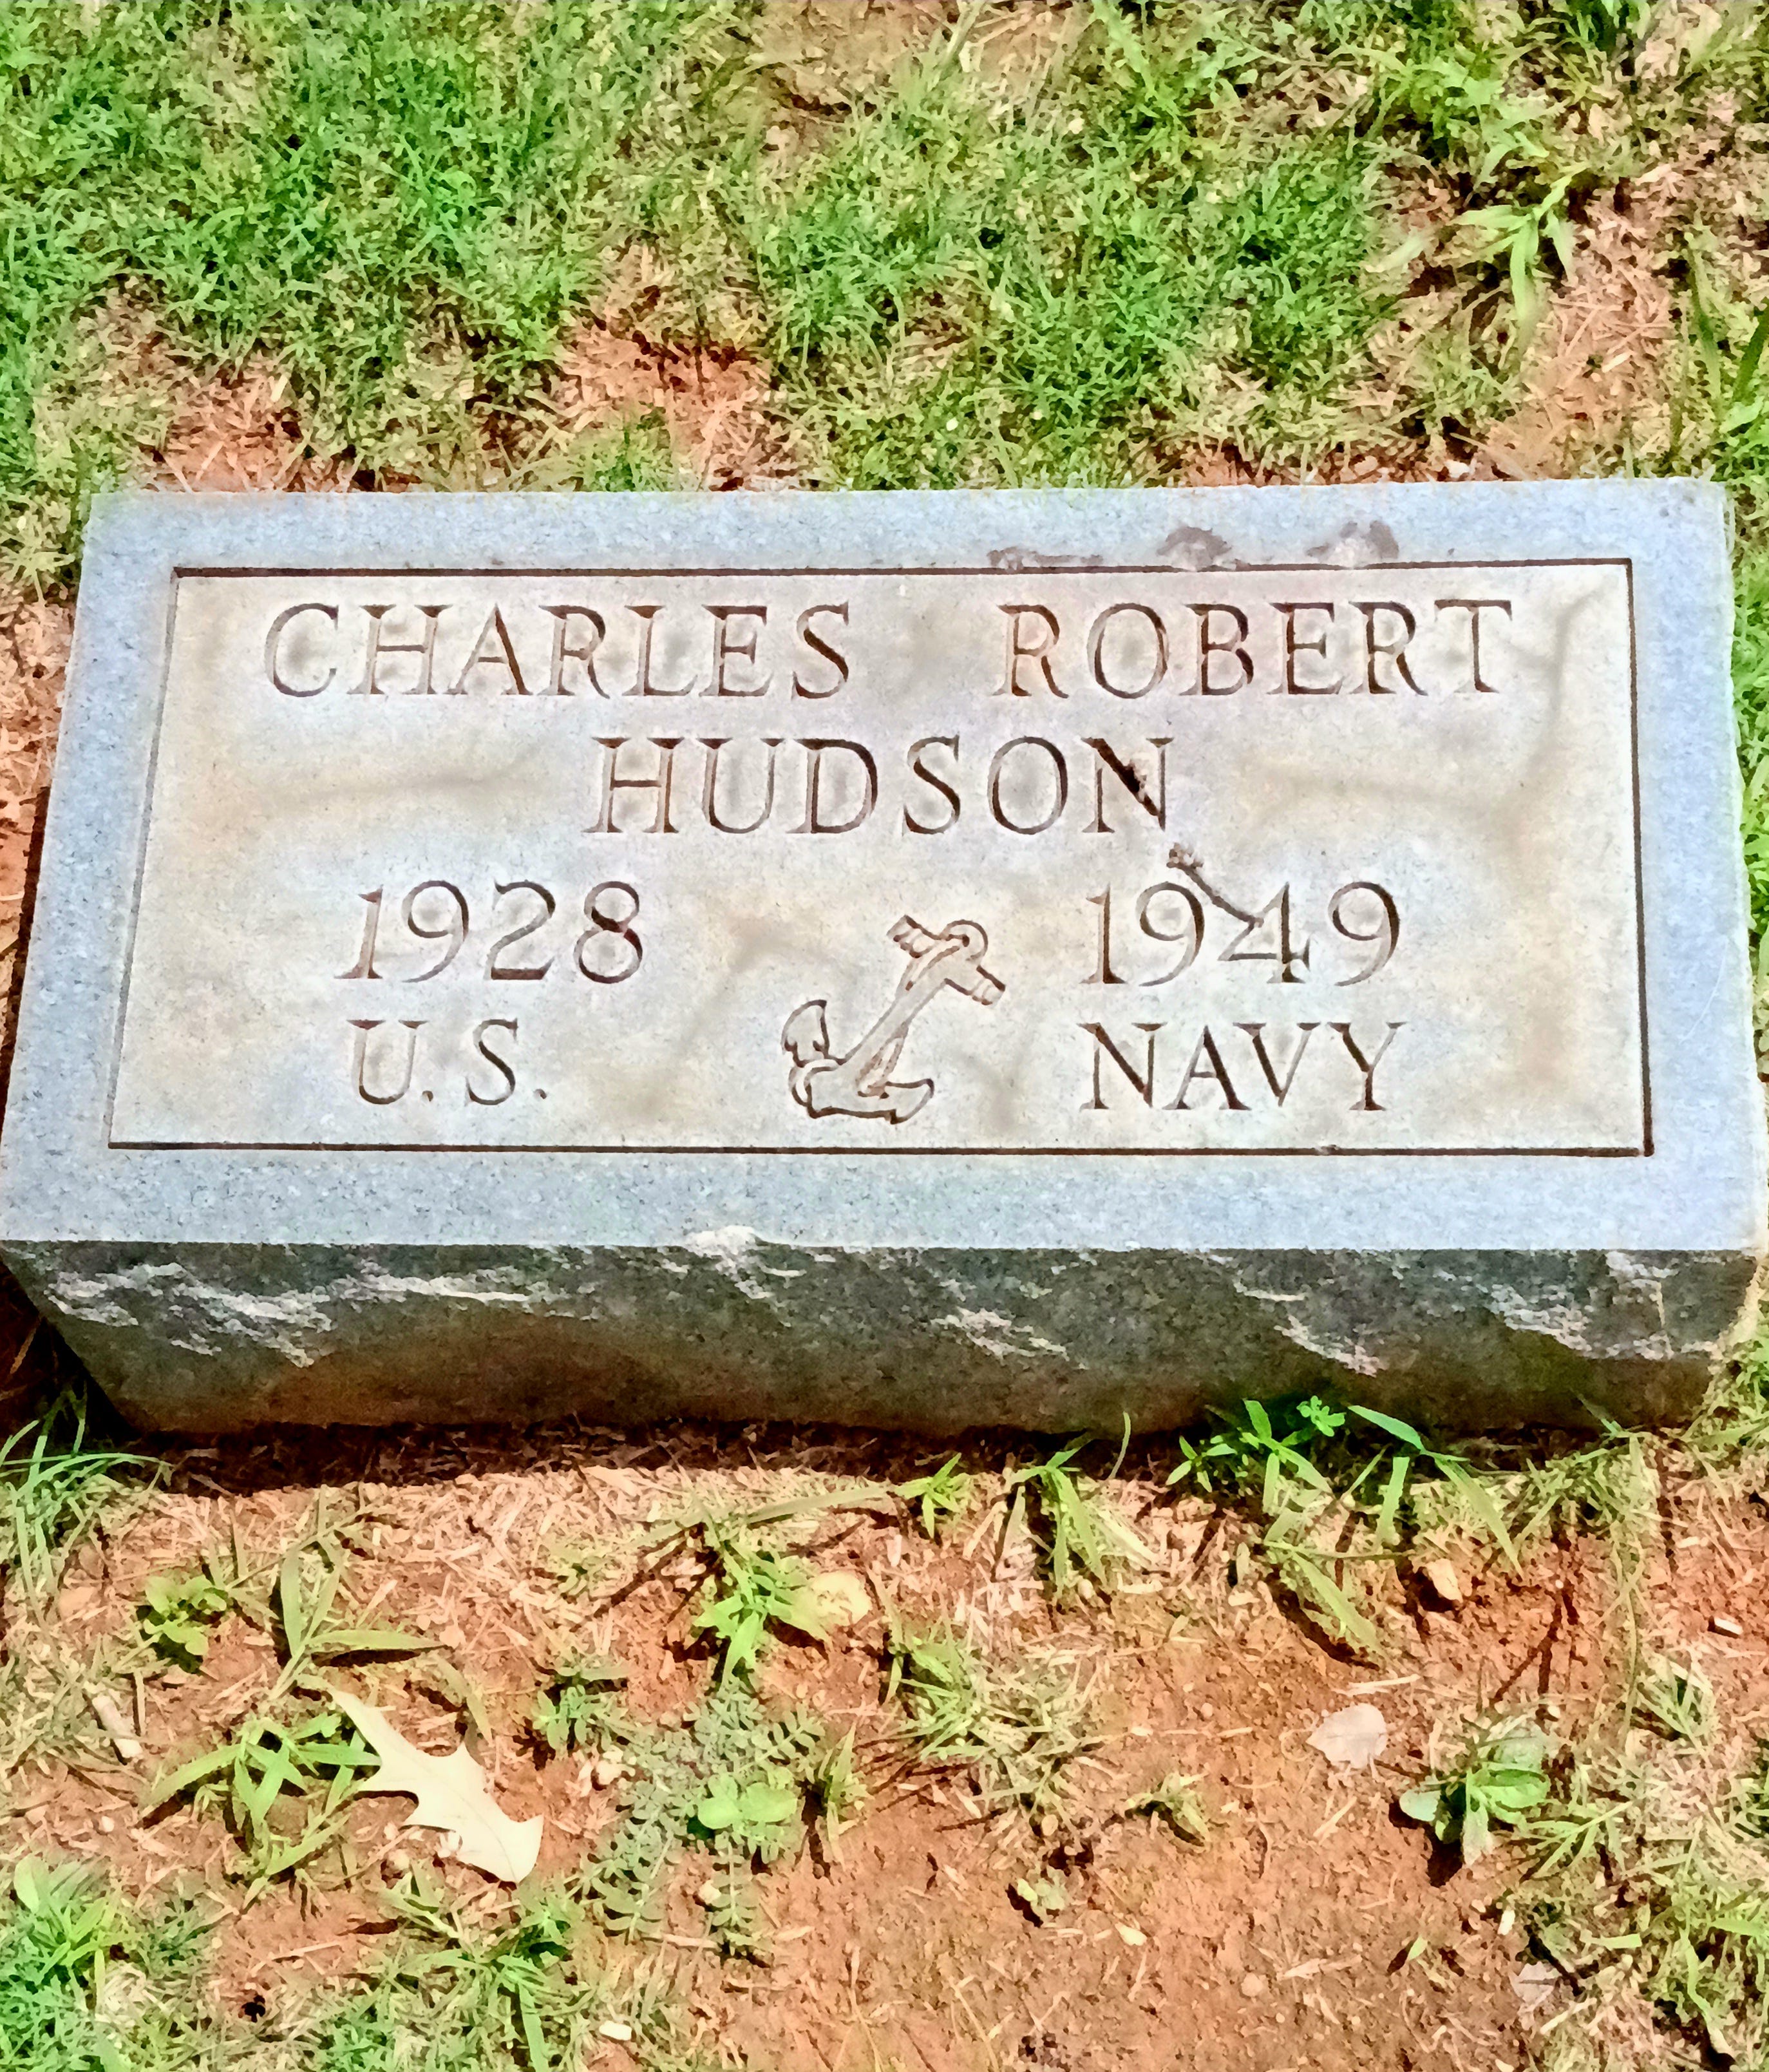 CHARLES ROBERT
HUDSON
1928 1949
U.S. NAVY